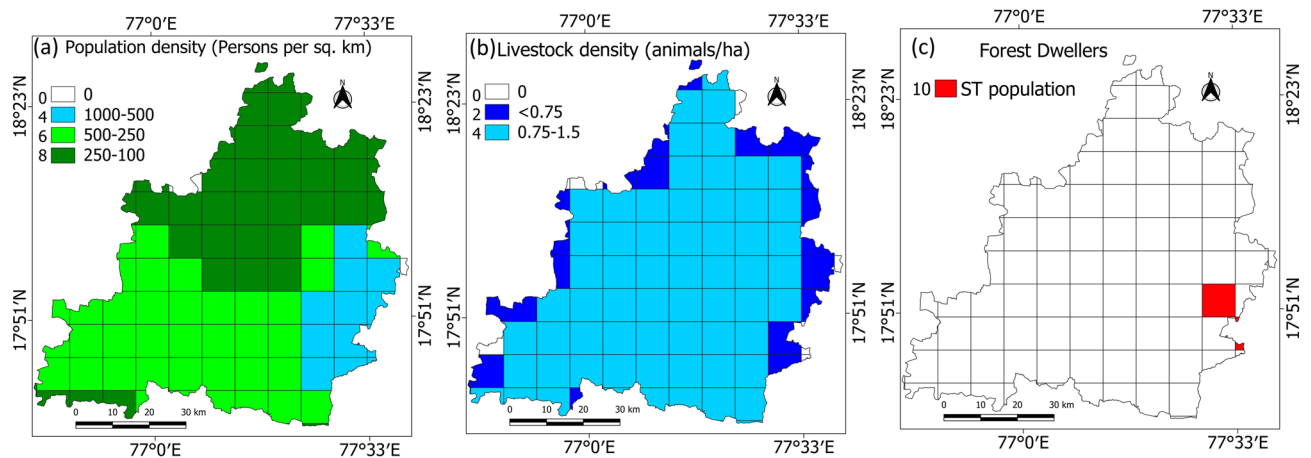 77°0′E 77°33′E
(a) Population density (Persons per sq. km)
0 0
4 1000-500
6 500-250
8 250-100
N
18°23′N
17°51′N
0 10 20 30 km
77°0′E 77°33′E
77°0′E 77°33′E
(b) Livestock density (animals/ha)
0 0
2 <0.75
4 0.75-1.5
N
18°23′N 18°23′N
17°51′N 17°51′N
0 10 20 30 km
77°0′E 77°33′E
77°0′E 77°33′E
(c) Forest Dwellers
10 ST population
N
18°23′N 18°23′N
17°51′N 17°51′N
0 10 20 30 km
77°0′E 77°33′E